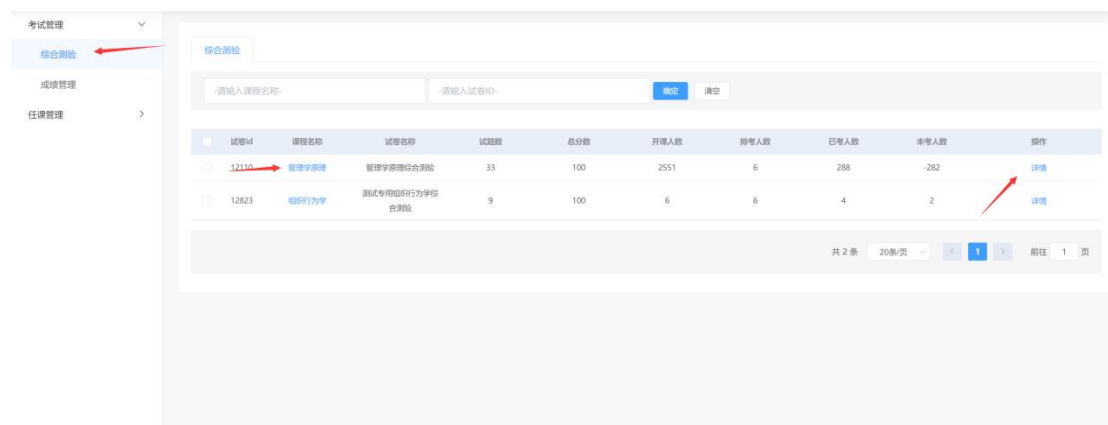 考试管理
综合测验
综合测验
成绩管理
-请输入课程名称-
-请输入试卷ID-
确定
清空
任课管理
试卷id 课程名称 试卷名称 试题数 总分数 开课人数 排考人数 已考人数 未考人数 操作
12110 管理学原理 管理学原理综合测验 33 100 2551 6 288 -282 详情
测试专用组织行为学综
12823 组织行为学 9 100 6 6 4 2 详情
合测验
共 2 条 20条/页 < 1 > 前往 1 页